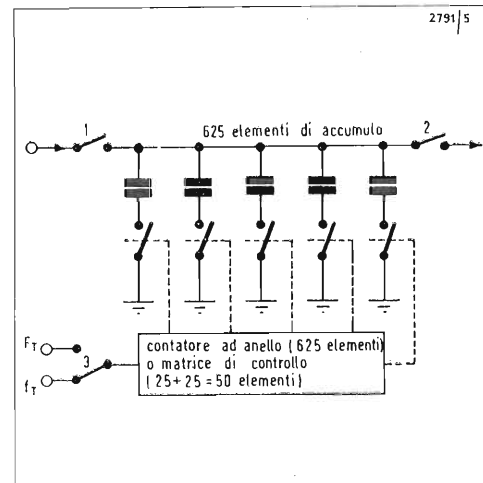 2791/5
1
625 elementi di accumulo
2
F_T
3
f_T
contatore ad anello (625 elementi)
o matrice di controllo
(25+25=50 elementi)